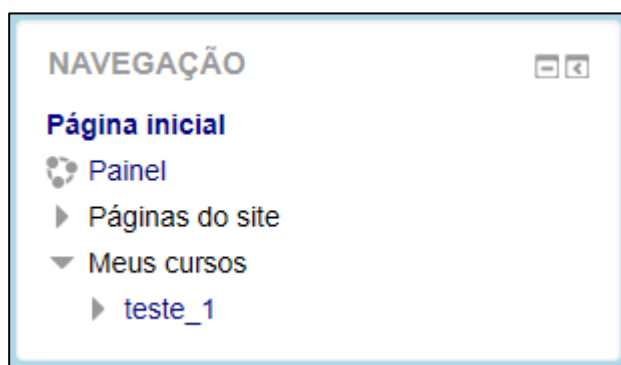 NAVEGAÇÃO
Página inicial
Painel
Páginas do site
Meus cursos
teste_1